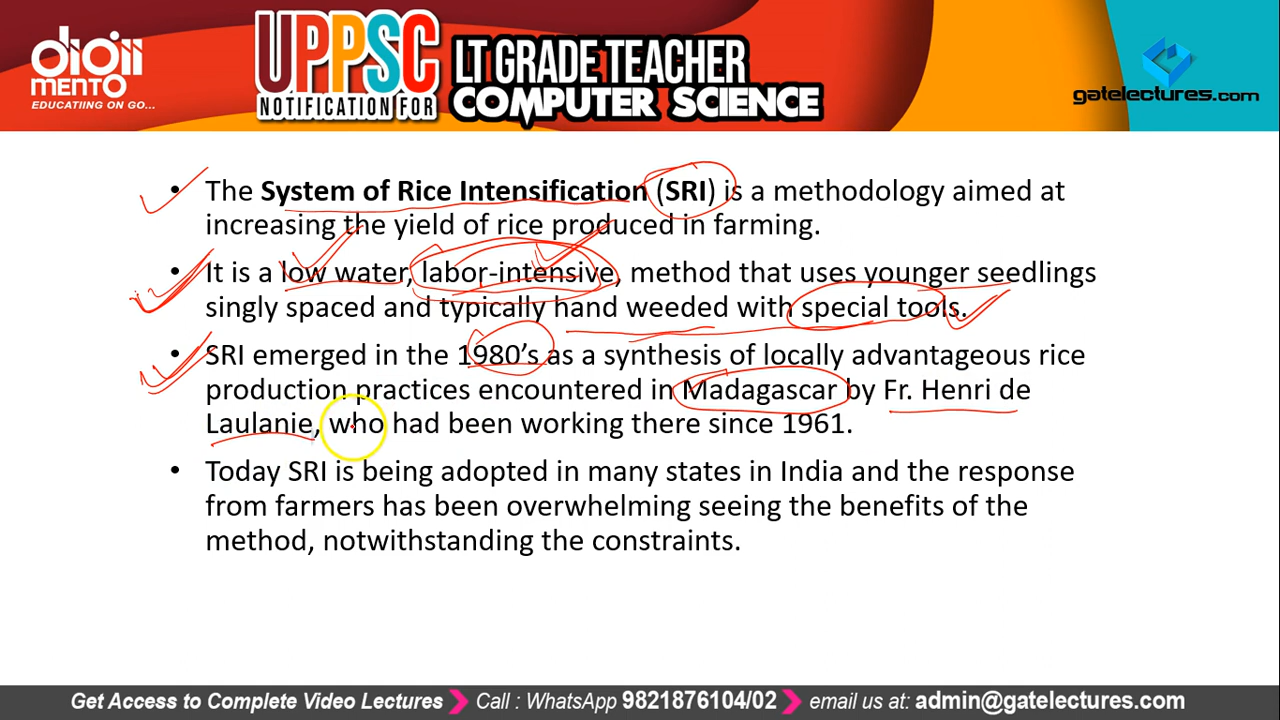 digii
MENTO
EDUCATIING ON GO...
UPPSC
NOTIFICATION FOR
LT GRADE TEACHER
COMPUTER SCIENCE
gatelectures.com
• The System of Rice Intensification (SRI) is a methodology aimed at
increasing the yield of rice produced in farming.
• It is a low water, labor-intensive, method that uses younger seedlings
singly spaced and typically hand weeded with special tools.
• SRI emerged in the 1980’s as a synthesis of locally advantageous rice
production practices encountered in Madagascar by Fr. Henri de
Laulanie, who had been working there since 1961.
• Today SRI is being adopted in many states in India and the response
from farmers has been overwhelming seeing the benefits of the
method, notwithstanding the constraints.
Get Access to Complete Video Lectures Call : WhatsApp 9821876104/02 email us at: admin@gatelectures.com